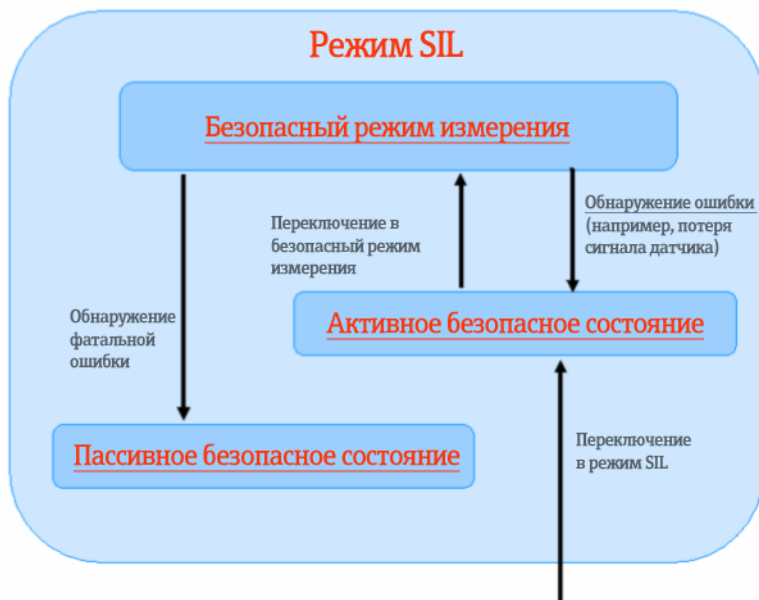 Режим SIL
Безопасный режим измерения
Обнаружение ошибки
(например, потеря
сигнала датчика)
Переключение в
безопасный режим
измерения
Обнаружение
фатальной
ошибки
Активное безопасное состояние
Пассивное безопасное состояние
Переключение
в режим SIL